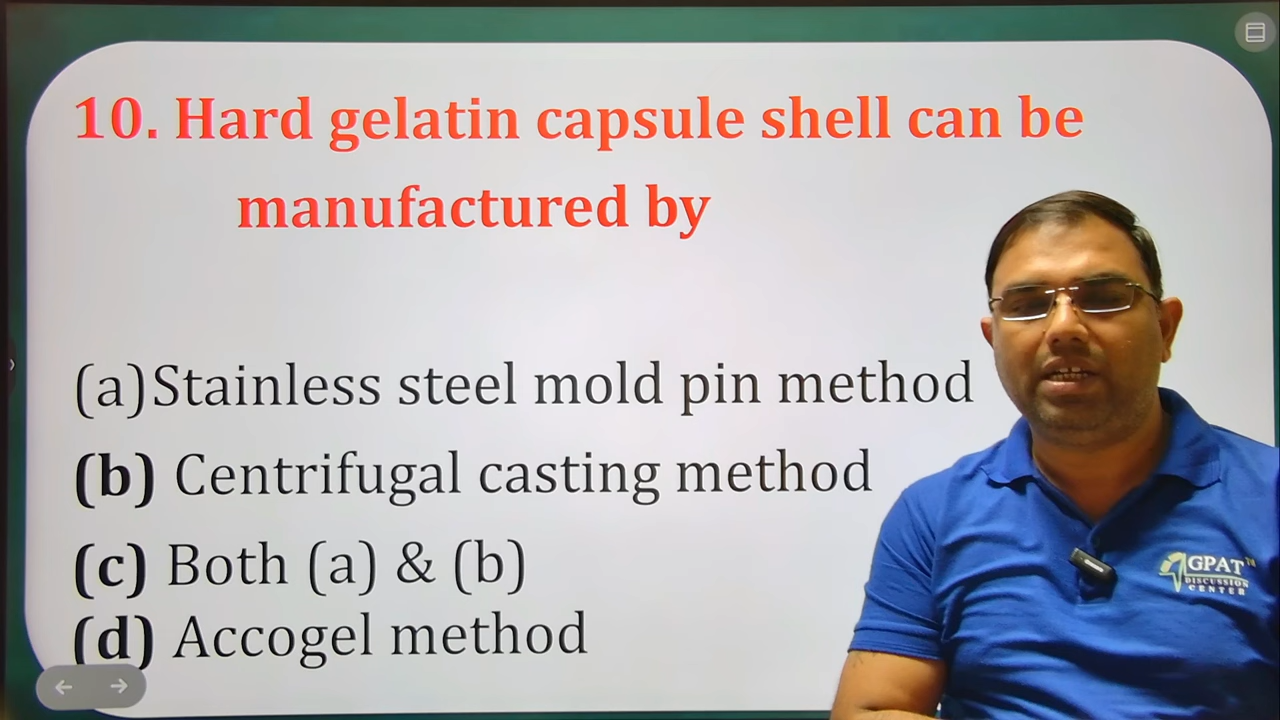 10. Hard gelatin capsule shell can be
manufactured by
(a)Stainless steel mold pin method
(b) Centrifugal casting method
(c) Both (a) & (b)
(d) Accogel method
GPAT™
DISCUSSION
CENTER